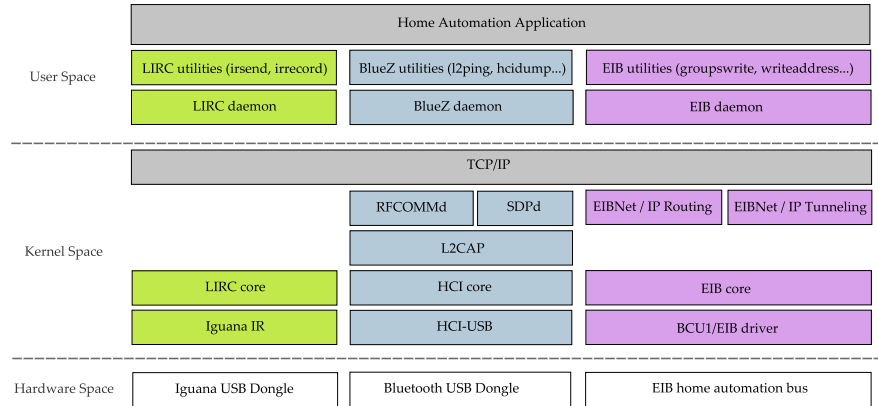 Home Automation Application
User Space
LIRC utilities (irsend, irrecord)
BlueZ utilities (l2ping, hcidump...)
EIB utilities (groupswrite, writeaddress...)
LIRC daemon
BlueZ daemon
EIB daemon
TCP/IP
Kernel Space
RFCOMMd
SDPd
EIBNet / IP Routing
EIBNet / IP Tunneling
L2CAP
LIRC core
HCI core
EIB core
Iguana IR
HCI-USB
BCU1/EIB driver
Hardware Space
Iguana USB Dongle
Bluetooth USB Dongle
EIB home automation bus